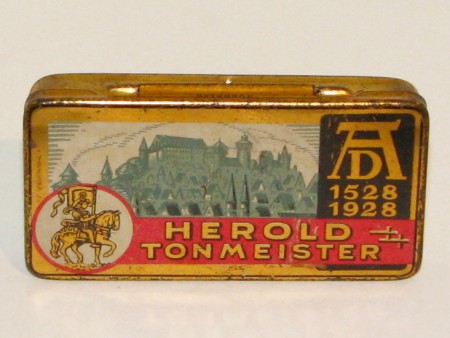 AD
1528
1928
HEROLD
TONMEISTER